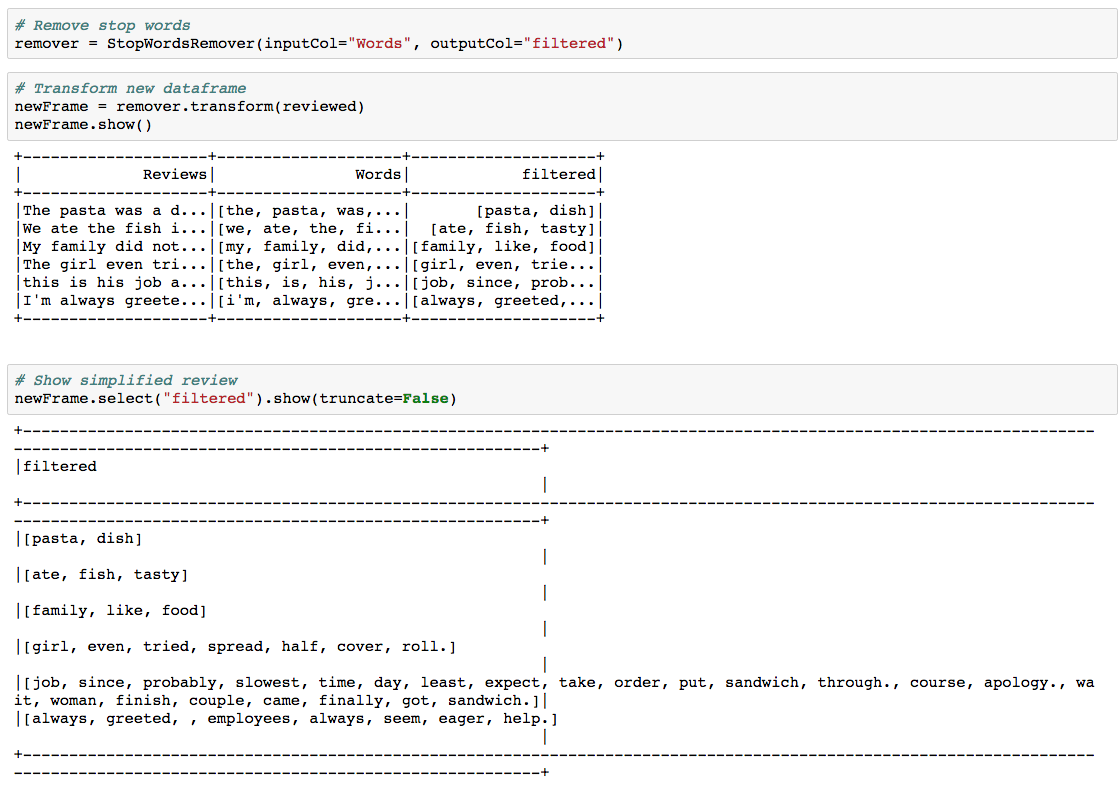 # Remove stop words
remover = StopWordsRemover(inputCol="Words", outputCol="filtered")
# Transform new dataframe
newFrame = remover.transform(reviewed)
newFrame.show()
+--------------------+--------------------+--------------------+
|             Reviews|               Words|            filtered|
+--------------------+--------------------+--------------------+
|The pasta was a d...|[the, pasta, was,...|       [pasta, dish]|
|We ate the fish i...|[we, ate, the, fi...|  [ate, fish, tasty]|
|My family did not...|[my, family, did,...|[family, like, food]|
|The girl even tri...|[the, girl, even,...|[girl, even, trie...|
|this is his job a...|[this, is, his, j...|[job, since, prob...|
|I'm always greete...|[i'm, always, gre...|[always, greeted,...|
+--------------------+--------------------+--------------------+
# Show simplified review
newFrame.select("filtered").show(truncate=False)
+--------------------------------------------------------------------------------------------------------------------
---------------------------------------------------------+
|filtered
                                                         |
+--------------------------------------------------------------------------------------------------------------------
---------------------------------------------------------+
|[pasta, dish]
                                                         |
|[ate, fish, tasty]
                                                         |
|[family, like, food]
                                                         |
|[girl, even, tried, spread, half, cover, roll.]
                                                         |
|[job, since, probably, slowest, time, day, least, expect, take, order, put, sandwich, through., course, apology., wa
it, woman, finish, couple, came, finally, got, sandwich.]|
|[always, greeted, , employees, always, seem, eager, help.]
                                                         |
+--------------------------------------------------------------------------------------------------------------------
---------------------------------------------------------+